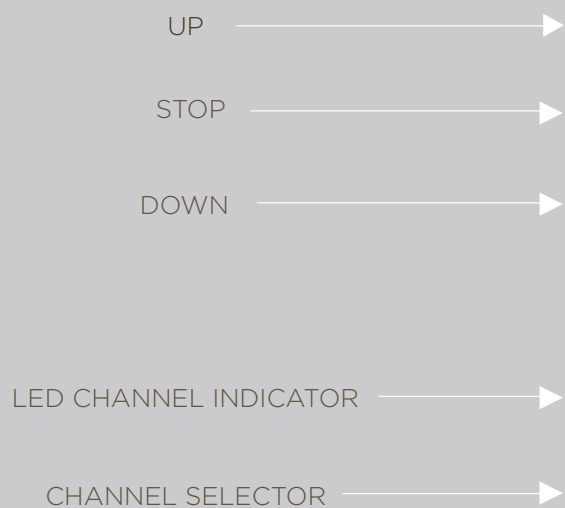 UP
STOP
DOWN
LED CHANNEL INDICATOR
CHANNEL SELECTOR